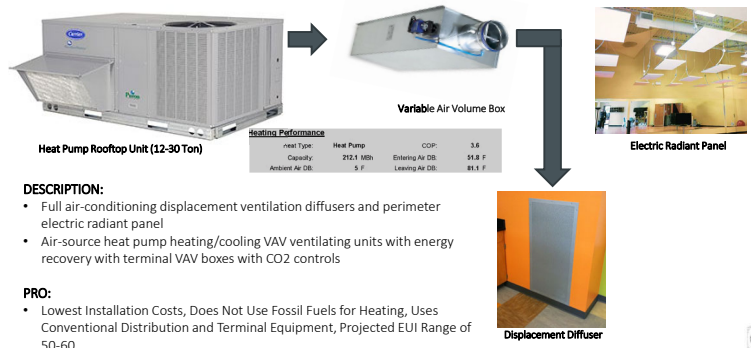 Carrier
Variable Air Volume Box
Heat Pump Rooftop Unit (12-30 Ton)
Electric Radiant Panel
Heating Performance
Heat Type: Heat Pump COP: 3.6
Capacity: 212.1 MBh Entering Air DB: 51.8 F
Ambient Air DB: 5 F Leaving Air DB: 81.1 F
DESCRIPTION:
• Full air-conditioning displacement ventilation diffusers and perimeter
electric radiant panel
• Air-source heat pump heating/cooling VAV ventilating units with energy
recovery with terminal VAV boxes with CO2 controls
PRO:
• Lowest Installation Costs, Does Not Use Fossil Fuels for Heating, Uses
Conventional Distribution and Terminal Equipment, Projected EUI Range of
50-60
Displacement Diffuser